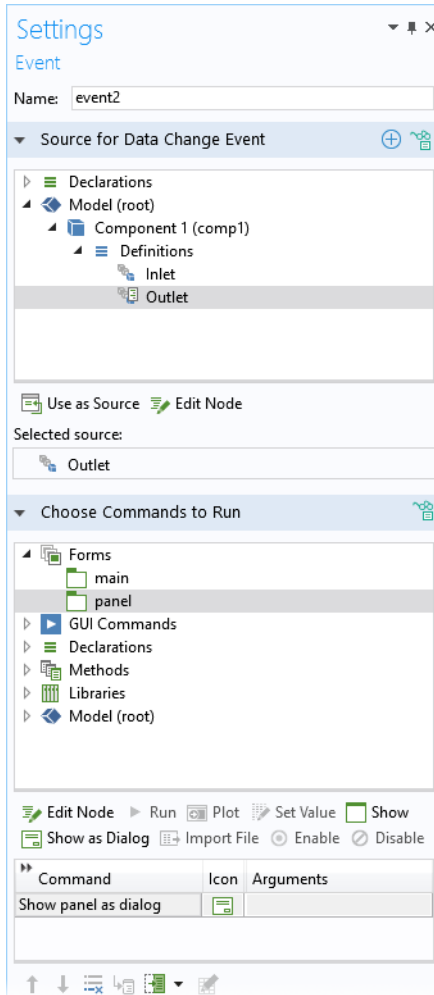 Settings
Event
Name: event2
Source for Data Change Event
Declarations
Model (root)
Component 1 (comp1)
Definitions
Inlet
Outlet
Use as Source Edit Node
Selected source:
Outlet
Choose Commands to Run
Forms
main
panel
GUI Commands
Declarations
Methods
Libraries
Model (root)
Edit Node Run Plot Set Value Show
Show as Dialog Import File Enable Disable
Command Icon Arguments
Show panel as dialog